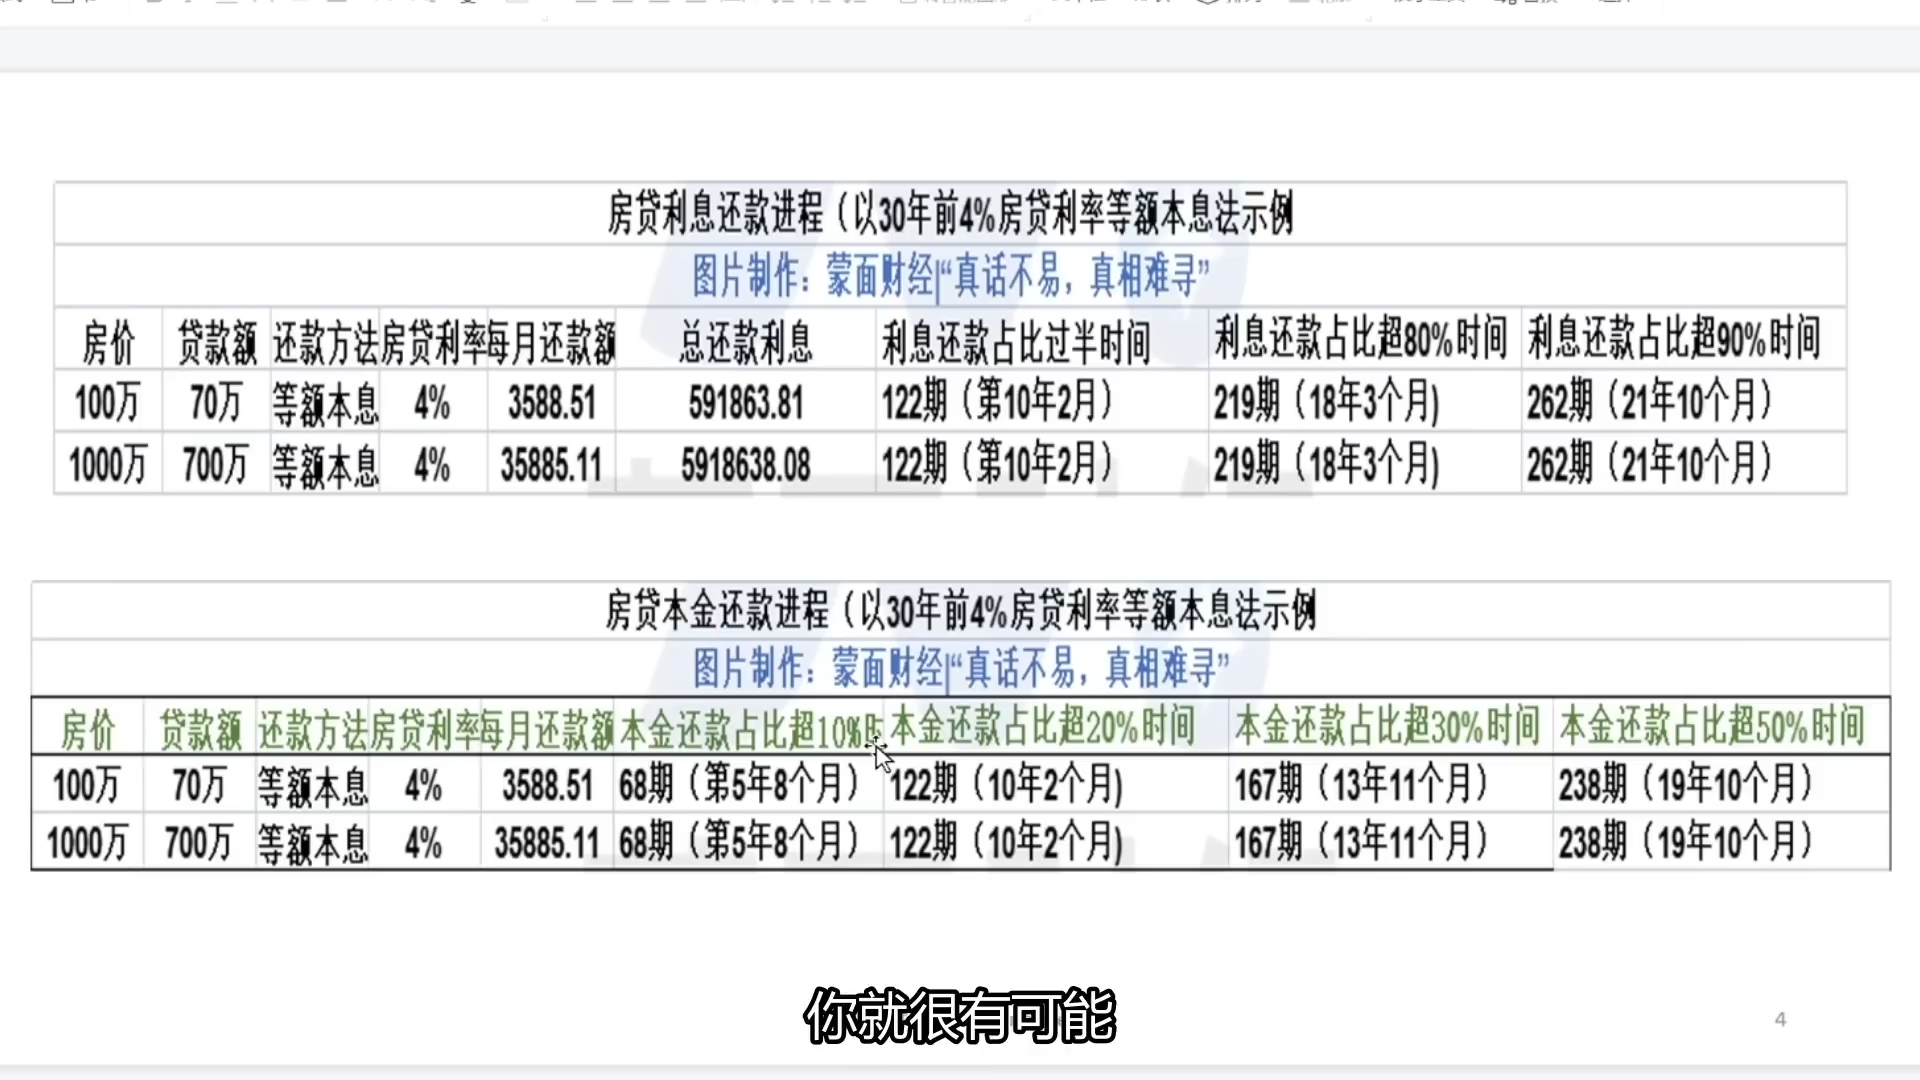 房贷利息还款进程（以30年前4%房贷利率等额本息法示例
图片制作：蒙面财经|“真话不易，真相难寻”
房价 贷款额 还款方法 房贷利率 每月还款额 总还款利息 利息还款占比过半时间 利息还款占比超80%时间 利息还款占比超90%时间
100万 70万 等额本息 4% 3588.51 591863.81 122期（第10年2月） 219期（18年3个月) 262期（21年10个月）
1000万 700万 等额本息 4% 35885.11 5918638.08 122期（第10年2月） 219期（18年3个月) 262期（21年10个月）
房贷本金还款进程（以30年前4%房贷利率等额本息法示例
图片制作：蒙面财经|“真话不易，真相难寻”
房价 贷款额 还款方法 房贷利率 每月还款额 本金还款占比超10% 本金还款占比超20%时间 本金还款占比超30%时间 本金还款占比超50%时间
100万 70万 等额本息 4% 3588.51 68期（第5年8个月） 122期（10年2个月) 167期（13年11个月） 238期（19年10个月）
1000万 700万 等额本息 4% 35885.11 68期（第5年8个月） 122期（10年2个月) 167期（13年11个月） 238期（19年10个月）
你就很有可能
4